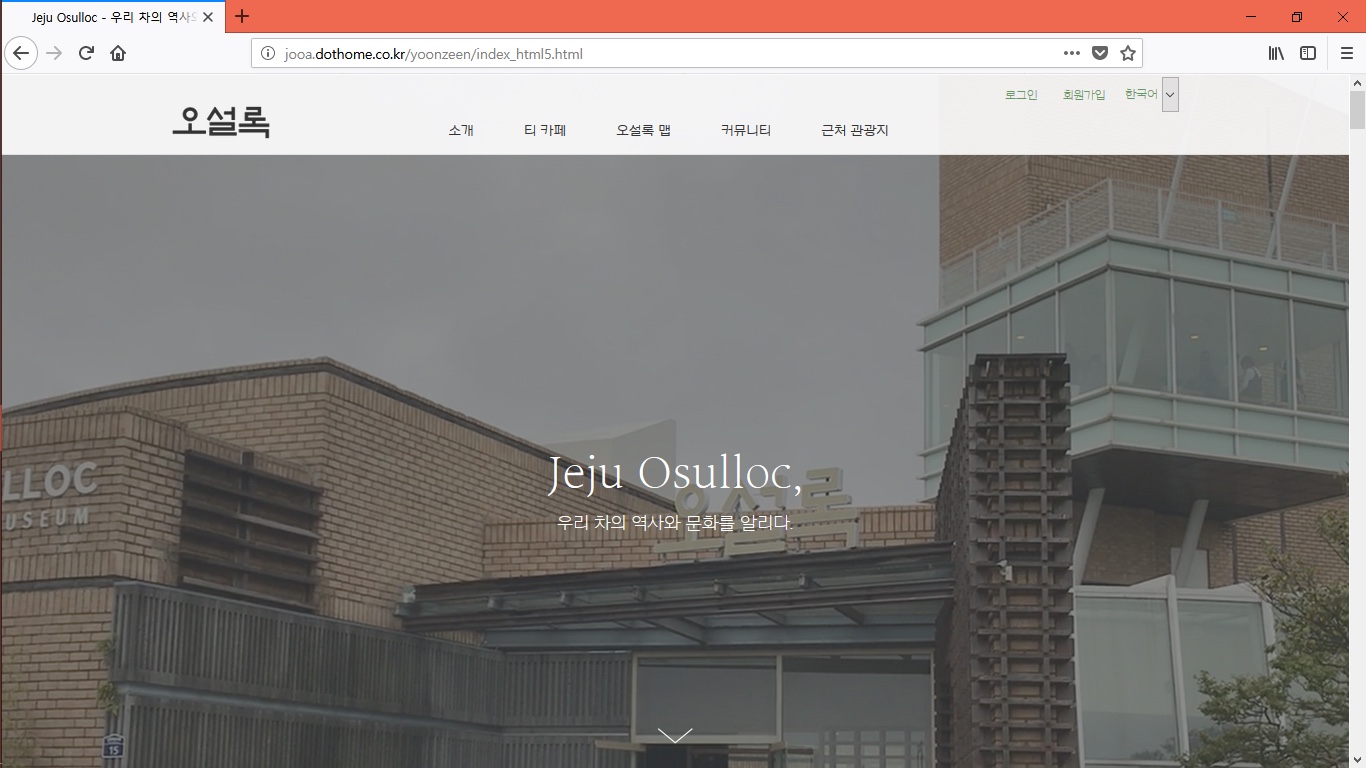 Jeju Osulloc - 우리 차의 역사
jooa.dothome.co.kr/yoonzeen/index_html5.html
로그인 회원가입 한국어
오설록 소개 티 카페 오설록 맵 커뮤니티 근처 관광지
LLOC
USEUM
오설록
Jeju Osulloc,
우리 차의 역사와 문화를 알리다.
15